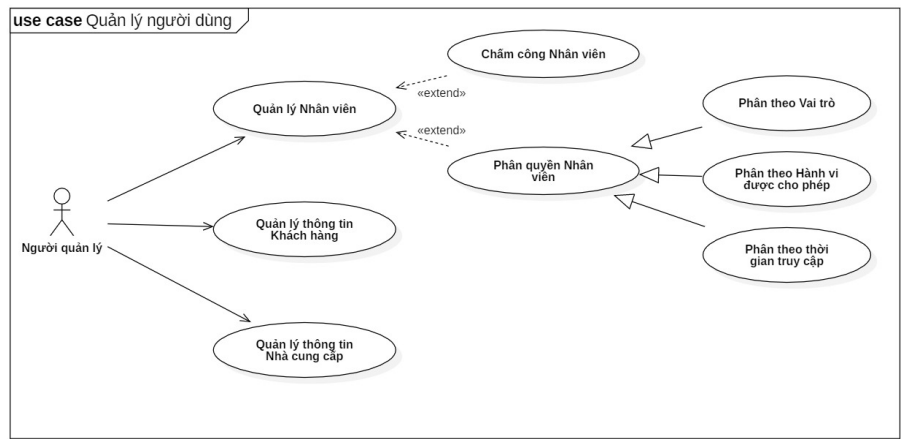 use case Quản lý người dùng
Chấm công Nhân viên
«extend»
Quản lý Nhân viên
Phân theo Vai trò
«extend»
Phân quyền Nhân
viên
Phân theo Hành vi
được cho phép
Quản lý thông tin
Khách hàng
Người quản lý
Phân theo thời
gian truy cập
Quản lý thông tin
Nhà cung cấp